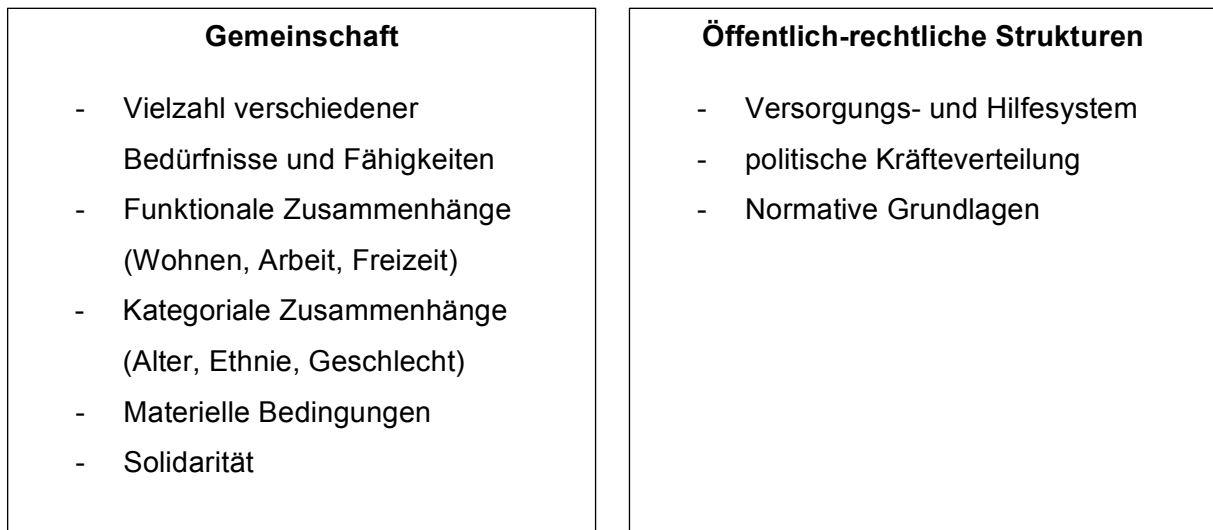 Gemeinschaft
- Vielzahl verschiedener
Bedürfnisse und Fähigkeiten
- Funktionale Zusammenhänge
(Wohnen, Arbeit, Freizeit)
- Kategoriale Zusammenhänge
(Alter, Ethnie, Geschlecht)
- Materielle Bedingungen
- Solidarität
Öffentlich-rechtliche Strukturen
- Versorgungs- und Hilfesystem
- politische Kräfteverteilung
- Normative Grundlagen